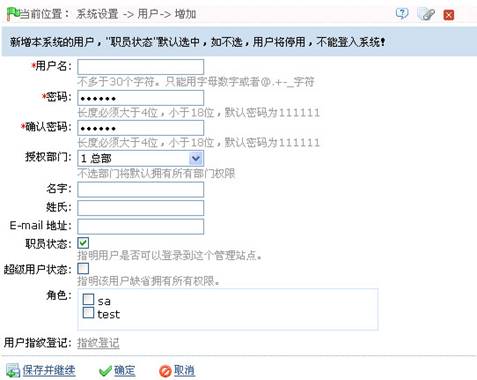 当前位置： 系统设置 -> 用户-> 增加
新增本系统的用户，"职员状态"默认选中，如不选，用户将停用，不能登入系统!
*用户名:
不多于30个字符。只能用字母数字或者@.+-_字符
*密码: ••••••
长度必须大于4位，小于18位，默认密码为111111
*确认密码: ••••••
长度必须大于4位，小于18位，默认密码为111111
授权部门: 1 总部
不选部门将默认拥有所有部门权限
名字:
姓氏:
E-mail 地址:
职员状态:
指明用户是否可以登录到这个管理站点。
超级用户状态:
指明该用户缺省拥有所有权限。
角色: sa
test
用户指纹登记: 指纹登记
保存并继续 确定 取消